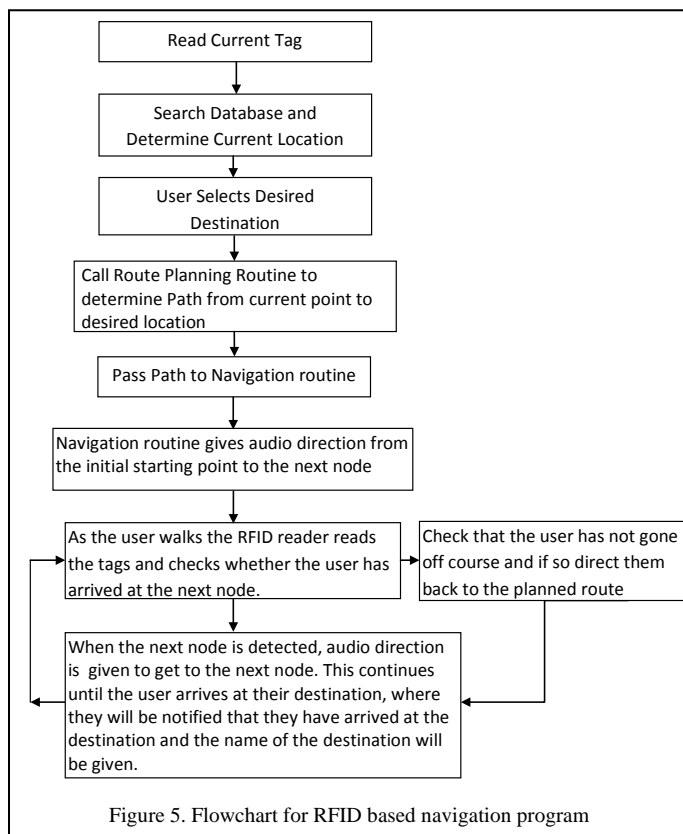 Read Current Tag
Search Database and
Determine Current Location
User Selects Desired
Destination
Call Route Planning Routine to
determine Path from current point to
desired location
Pass Path to Navigation routine
Navigation routine gives audio direction from
the initial starting point to the next node
As the user walks the RFID reader reads
the tags and checks whether the user has
arrived at the next node.
Check that the user has not gone
off course and if so direct them
back to the planned route
When the next node is detected, audio direction
is given to get to the next node. This continues
until the user arrives at their destination, where
they will be notified that they have arrived at the
destination and the name of the destination will
be given.
Figure 5. Flowchart for RFID based navigation program